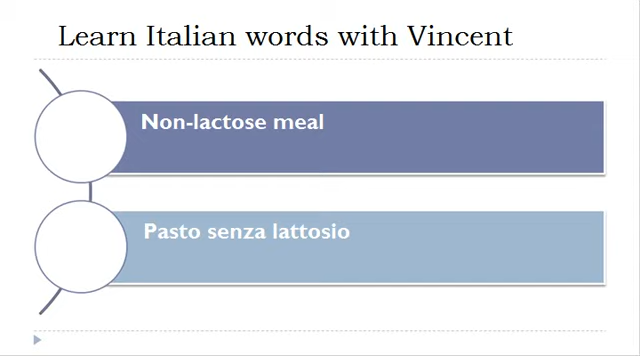 Learn Italian words with Vincent
Non-lactose meal
Pasto senza lattosio